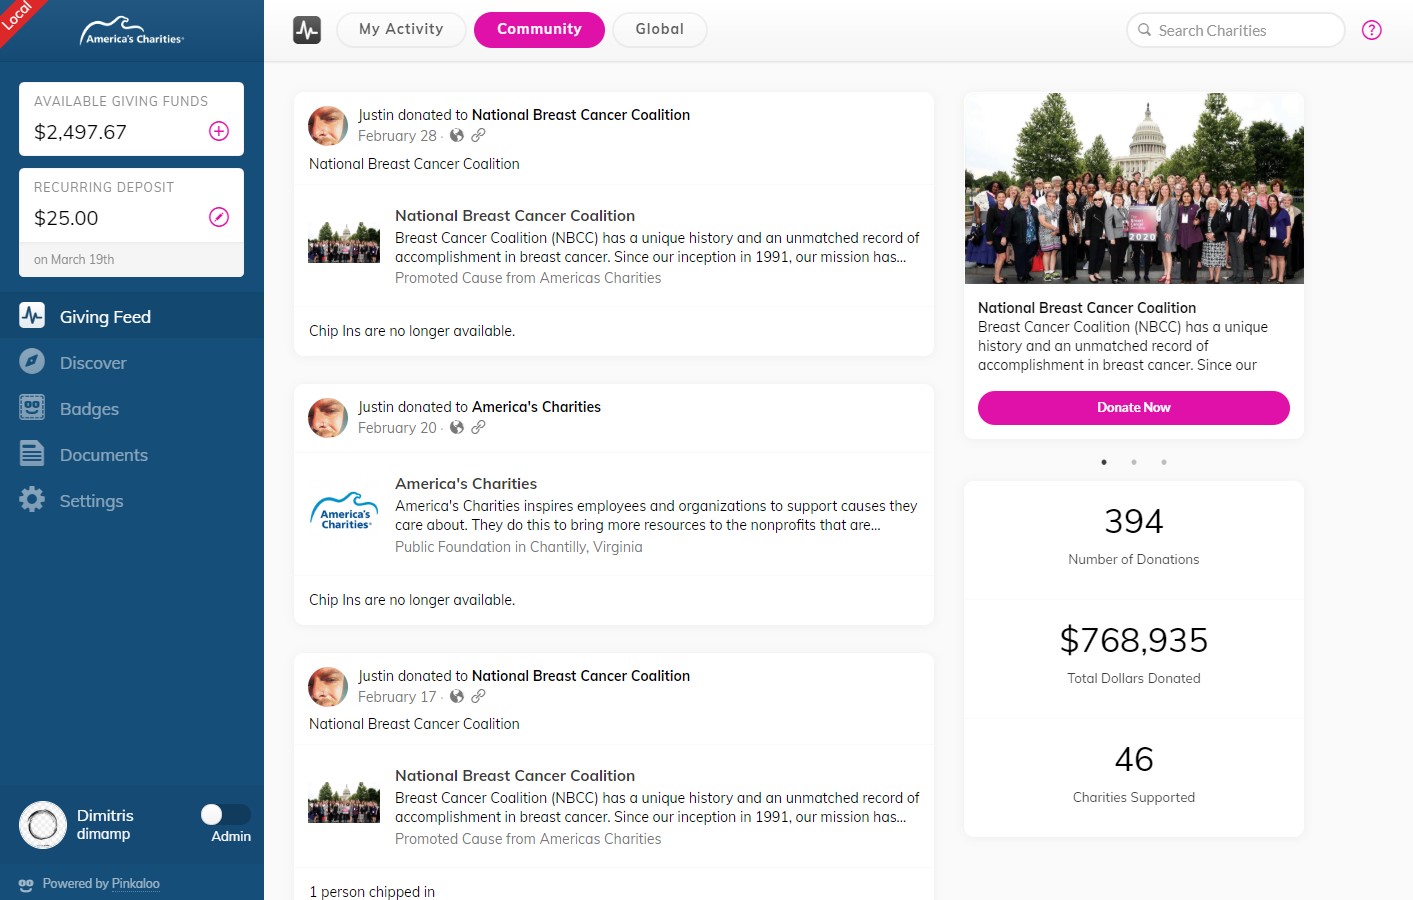 Local
America's Charities
AVAILABLE GIVING FUNDS
$2,497.67
RECURRING DEPOSIT
$25.00
on March 19th
Giving Feed
Discover
Badges
Documents
Settings
Dimitris
dimamp
Admin
Powered by Pinkaloo
My Activity
Community
Global
Search Charities
?
Justin donated to National Breast Cancer Coalition
February 28 ·
National Breast Cancer Coalition
National Breast Cancer Coalition
Breast Cancer Coalition (NBCC) has a unique history and an unmatched record of
accomplishment in breast cancer. Since our inception in 1991, our mission has...
Promoted Cause from Americas Charities
Chip Ins are no longer available.
Justin donated to America's Charities
February 20 ·
America's
Charities
America's Charities
America's Charities inspires employees and organizations to support causes they
care about. They do this to bring more resources to the nonprofits that are...
Public Foundation in Chantilly, Virginia
Chip Ins are no longer available.
Justin donated to National Breast Cancer Coalition
February 17 ·
National Breast Cancer Coalition
National Breast Cancer Coalition
Breast Cancer Coalition (NBCC) has a unique history and an unmatched record of
accomplishment in breast cancer. Since our inception in 1991, our mission has...
Promoted Cause from Americas Charities
1 person chipped in
2020
National Breast Cancer Coalition
Breast Cancer Coalition (NBCC) has a unique
history and an unmatched record of
accomplishment in breast cancer. Since our
Donate Now
394
Number of Donations
$768,935
Total Dollars Donated
46
Charities Supported